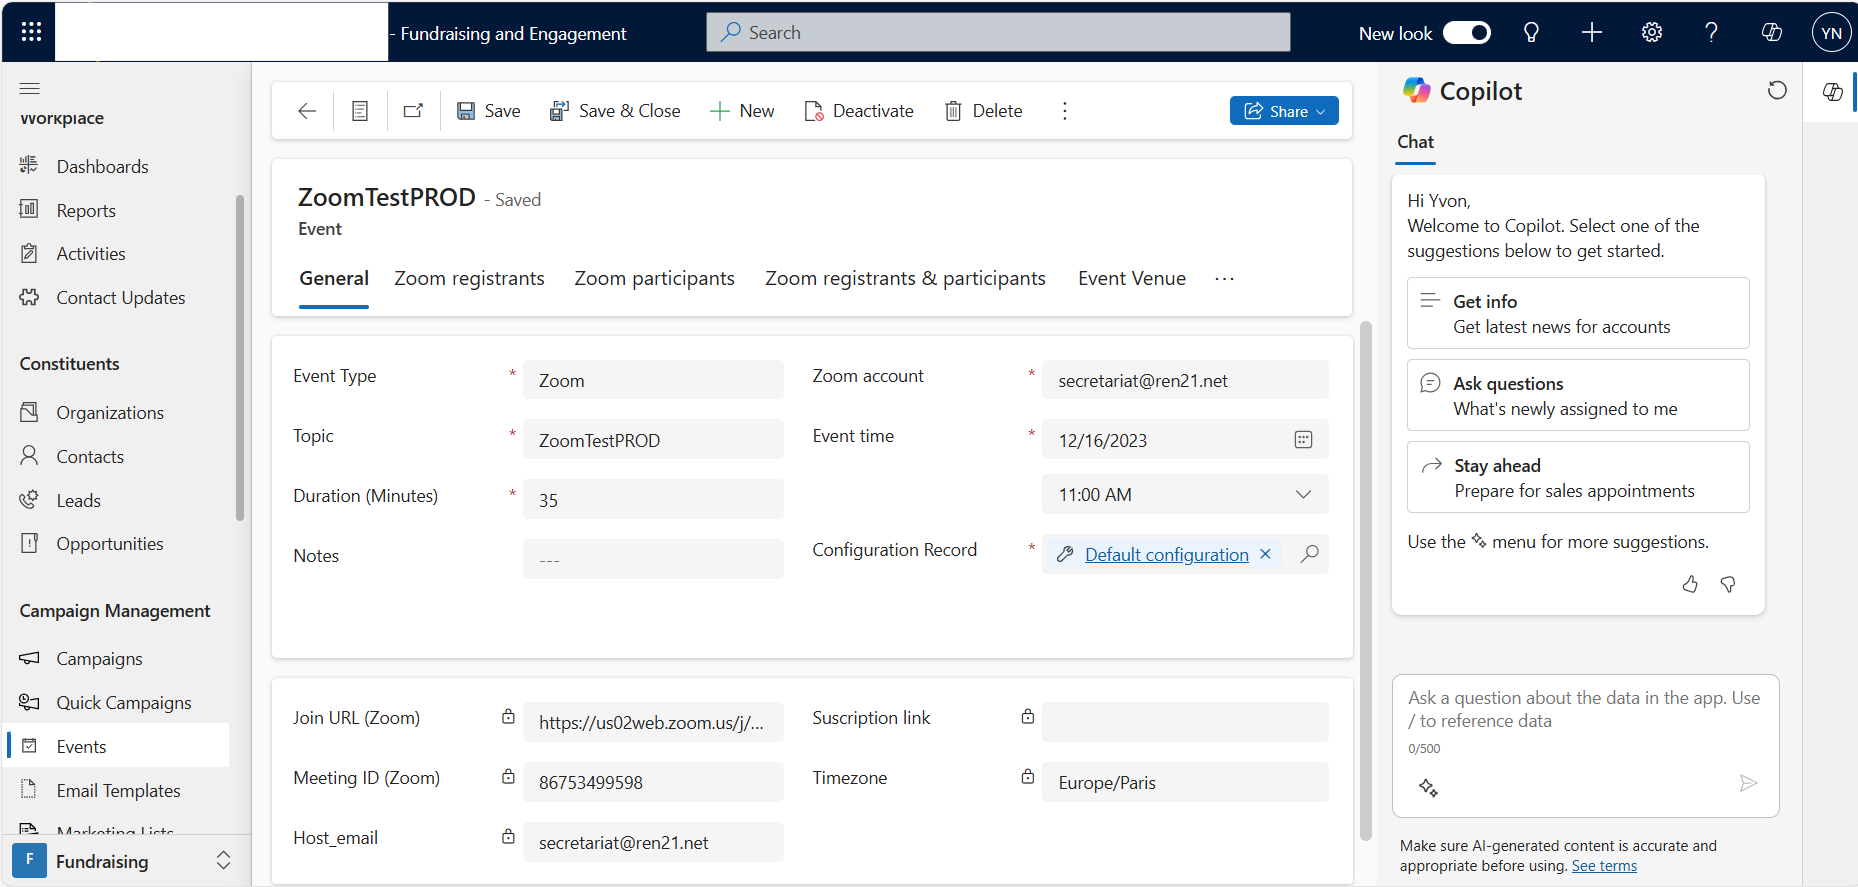 - Fundraising and Engagement
Search
New look
YN
Workplace
Dashboards
Reports
Activities
Contact Updates
Constituents
Organizations
Contacts
Leads
Opportunities
Campaign Management
Campaigns
Quick Campaigns
Events
Email Templates
Marketing Lists
F
Fundraising
Save
Save & Close
New
Deactivate
Delete
Share
ZoomTestPROD - Saved
Event
General
Zoom registrants
Zoom participants
Zoom registrants & participants
Event Venue
Event Type * Zoom
Zoom account * secretariat@ren21.net
Topic * ZoomTestPROD
Event time * 12/16/2023
Duration (Minutes) * 35
11:00 AM
Notes ---
Configuration Record * Default configuration
Join URL (Zoom) https://us02web.zoom.us/j/...
Suscription link
Meeting ID (Zoom) 86753499598
Timezone Europe/Paris
Host_email secretariat@ren21.net
Copilot
Chat
Hi Yvon,
Welcome to Copilot. Select one of the
suggestions below to get started.
Get info
Get latest news for accounts
Ask questions
What's newly assigned to me
Stay ahead
Prepare for sales appointments
Use the menu for more suggestions.
Ask a question about the data in the app. Use
/ to reference data
0/500
Make sure AI-generated content is accurate and
appropriate before using. See terms